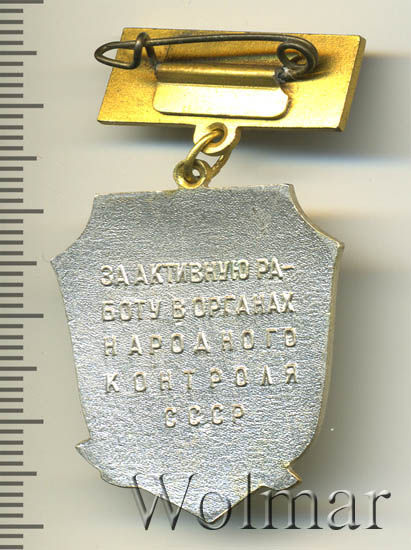 ЗА АКТИВНУЮ РА-
БОТУ В ОРГАНАХ
НАРОДНОГО
КОНТРОЛЯ
СССР
Wolmar